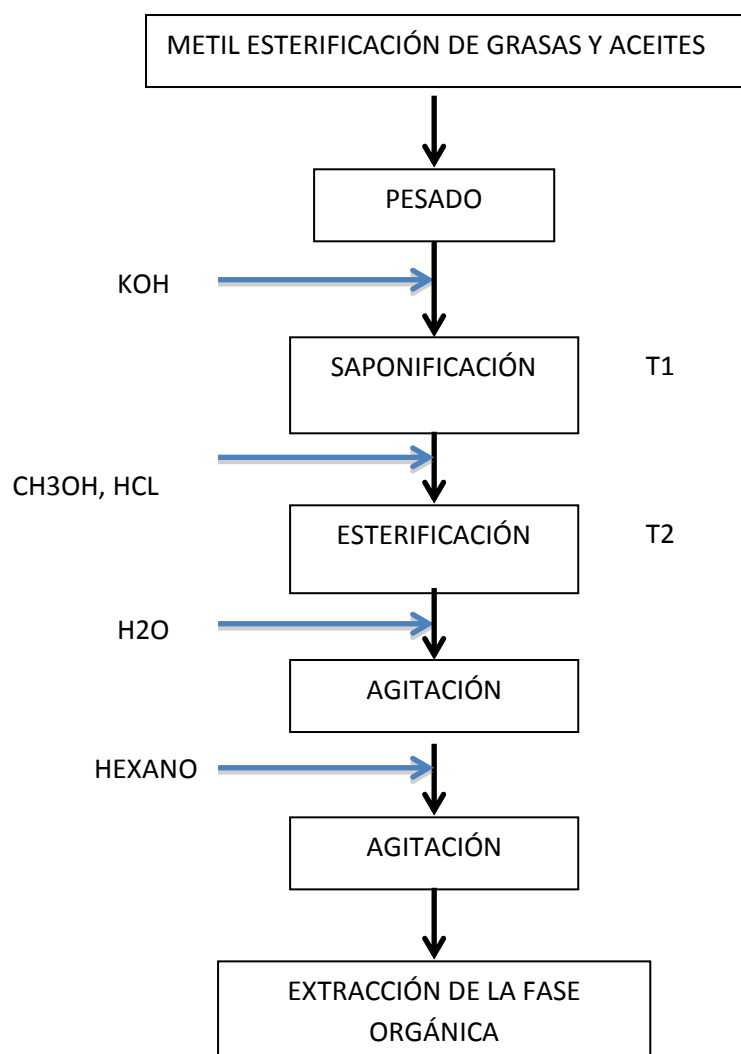 METIL ESTERIFICACIÓN DE GRASAS Y ACEITES
PESADO
KOH
SAPONIFICACIÓN
T1
CH3OH, HCL
ESTERIFICACIÓN
T2
H2O
AGITACIÓN
HEXANO
AGITACIÓN
EXTRACCIÓN DE LA FASE
ORGÁNICA